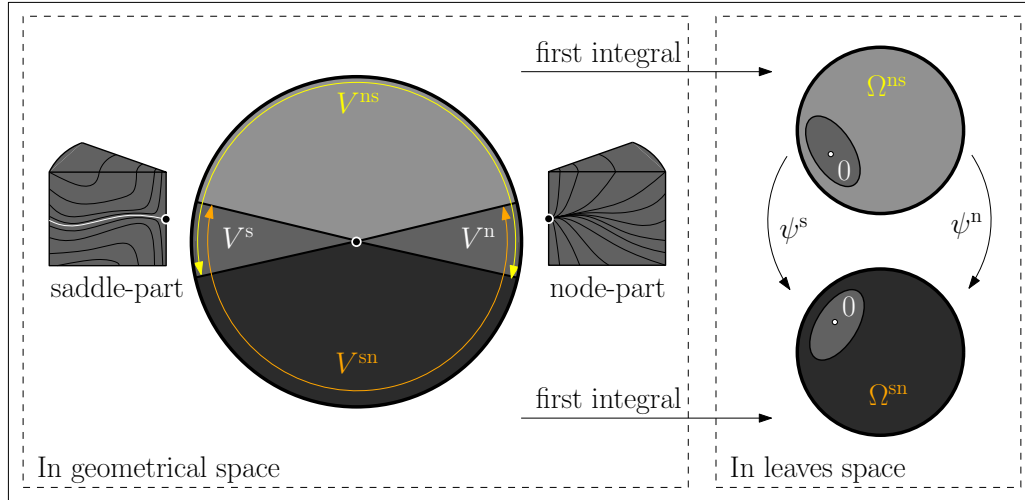 first integral
V^ns
Ω^ns
0
V^s
V^n
ψ^s
ψ^n
saddle-part
node-part
0
V^sn
Ω^sn
first integral
In geometrical space
In leaves space